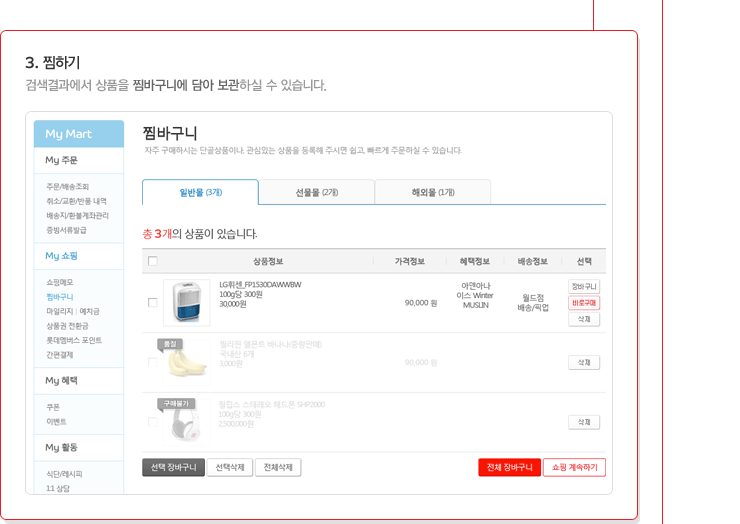 3. 찜하기
검색결과에서 상품을 찜바구니에 담아 보관하실 수 있습니다.
My Mart
My 주문
주문/배송조회
취소/교환/반품 내역
배송지/환불계좌관리
증빙서류발급
My 쇼핑
쇼핑메모
찜바구니
마일리지 | 예치금
상품권 전환금
롯데멤버스 포인트
간편결제
My 혜택
쿠폰
이벤트
My 활동
식단/레시피
1:1 상담
찜바구니
자주 구매하시는 단골상품이나, 관심있는 상품을 등록해 주시면 쉽고, 빠르게 주문하실 수 있습니다.
일반몰 (3개)
선물몰 (2개)
해외몰 (1개)
총 3개의 상품이 있습니다.
상품정보 가격정보 혜택정보 배송정보 선택
LG휘센_FP1530DAWWBW
100g당 300원
30,000원
90,000 원
아덴아나
이스 Winter
MUSLIN
월드점
배송/픽업
장바구니
바로구매
삭제
품절
필리핀 델몬트 바나나(중량판매)
국내산 6개
3,000원
90,000 원
삭제
구매불가
필립스 스테레오 헤드폰 SHP2000
100g당 300원
2,500,000원
삭제
선택 장바구니
선택삭제
전체삭제
전체 장바구니
쇼핑 계속하기